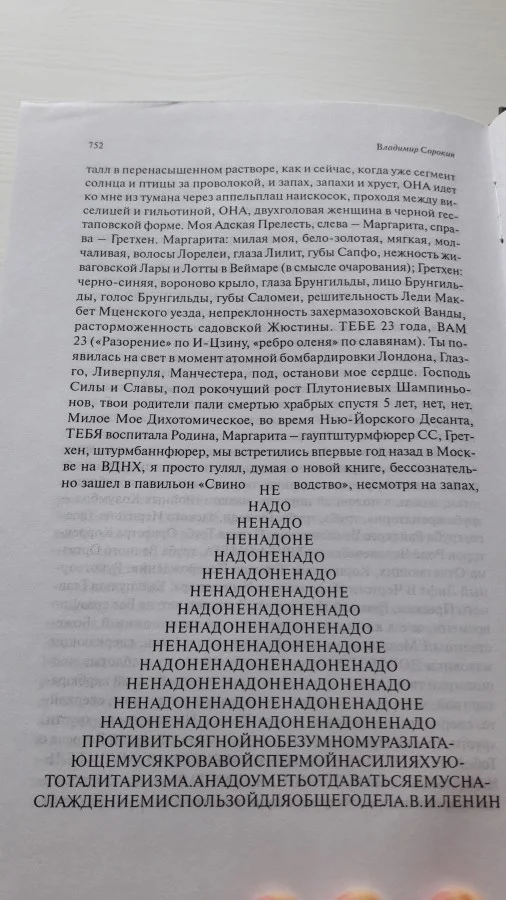 752
Владимир Сорокин
талл в перенасыщенном растворе, как и сейчас, когда уже сегмент
солнца и птицы за проволокой, и запах, запахи и хруст, ОНА идет
ко мне из тумана через аппельплац наискосок, проходя между ви-
селицей и гильотиной, ОНА, двухголовая женщина в черной гес-
таповской форме. Моя Адская Прелесть, слева – Маргарита, спра-
ва – Гретхен. Маргарита: милая моя, бело-золотая, мягкая, мол-
чаливая, волосы Лорелеи, глаза Лилит, губы Сапфо, нежность жи-
ваговской Лары и Лотты в Веймаре (в смысле очарования); Гретхен:
черно-синяя, вороново крыло, глаза Брунгильды, лицо Брунгиль-
ды, голос Брунгильды, губы Саломеи, решительность Леди Мак-
бет Мценского уезда, непреклонность захермазоховской Ванды,
расторможенность садовской Жюстины. ТЕБЕ 23 года, ВАМ
23 («Разорение» по И-Цзину, «ребро оленя» по славянам). Ты по-
явилась на свет в момент атомной бомбардировки Лондона, Глаз-
го, Ливерпуля, Манчестера, под, останови мое сердце. Господь
Силы и Славы, под рокочущий рост Плутониевых Шампиньо-
нов, твои родители пали смертью храбрых спустя 5 лет, нет, нет.
Милое Мое Дихотомическое, во время Нью-Йорского Десанта,
ТЕБЯ воспитала Родина, Маргарита – гауптштурмфюрер СС, Грет-
хен, штурмбаннфюрер, мы встретились впервые год назад в Моск-
ве на ВДНХ, я просто гулял, думая о новой книге, бессознатель-
но зашел в павильон «Свино водство», несмотря на запах,
НЕ
НАДО
НЕНАДО
НЕНАДОНЕ
НАДОНЕНАДО
НЕНАДОНЕНАДО
НЕНАДОНЕНАДОНЕ
НАДОНЕНАДОНЕНАДО
НЕНАДОНЕНАДОНЕНАДО
НЕНАДОНЕНАДОНЕНАДОНЕ
НАДОНЕНАДОНЕНАДОНЕНАДО
НЕНАДОНЕНАДОНЕНАДОНЕНАДО
НЕНАДОНЕНАДОНЕНАДОНЕНАДОНЕ
НАДОНЕНАДОНЕНАДОНЕНАДОНЕНАДО
ПРОТИВИТЬСЯГНОЙНОБЕЗУМНОМУРАЗЛАГА-
ЮЩЕМУСЯКРОВАВОЙСПЕРМОЙНАСИЛИЯХУЮ-
ТОТАЛИТАРИЗМА.АНАДОУМЕТЬОТДАВАТЬСЯЕМУСНА-
СЛАЖДЕНИЕМИСПОЛЬЗОЙДЛЯОБЩЕГОДЕЛА.В.И.ЛЕНИН